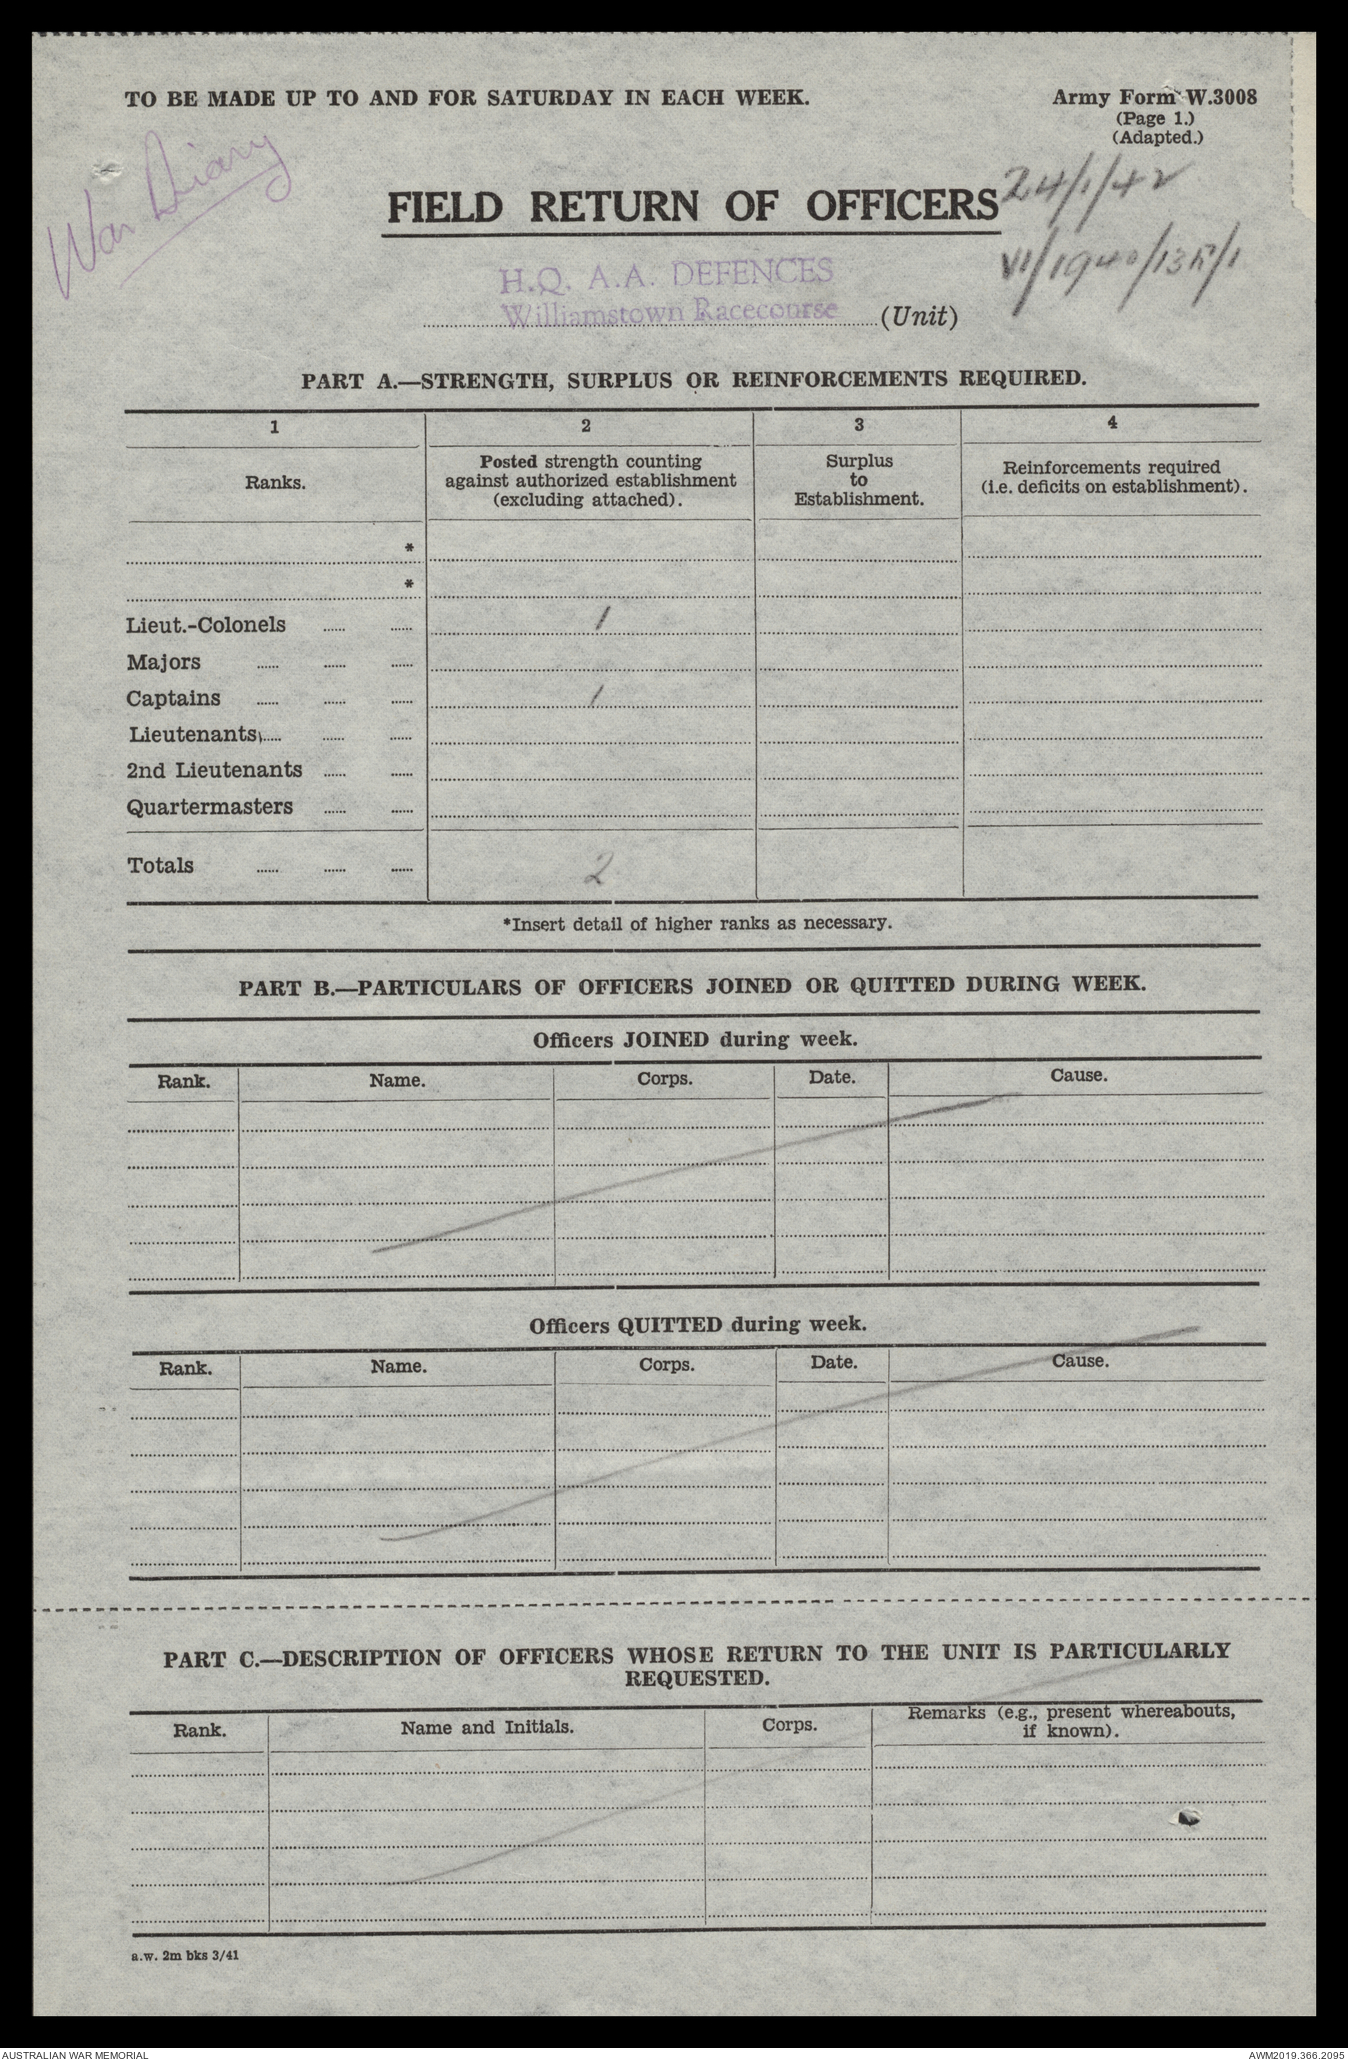 TO BE MADE UP TO AND FOR SATURDAY IN EACH WEEK.
Army Form W.3008
(Page 1.)
(Adapted.)
War Diary
FIELD RETURN OF OFFICERS
24/1/42
VI/1940/135/1
H.Q. A.A. DEFENCES
Williamstown Racecourse
(Unit)
PART A.—STRENGTH, SURPLUS OR REINFORCEMENTS REQUIRED.
1 2 3 4
Ranks. Posted strength counting against authorized establishment (excluding attached). Surplus to Establishment. Reinforcements required (i.e. deficits on establishment).
*
*
Lieut.-Colonels ...... ...... 1
Majors ...... ...... ......
Captains ...... ...... ...... 1
Lieutenants ...... ...... ......
2nd Lieutenants ...... ......
Quartermasters ...... ......
Totals ...... ...... ...... 2
*Insert detail of higher ranks as necessary.
PART B.—PARTICULARS OF OFFICERS JOINED OR QUITTED DURING WEEK.
Officers JOINED during week.
Rank. Name. Corps. Date. Cause.
Officers QUITTED during week.
Rank. Name. Corps. Date. Cause.
PART C.—DESCRIPTION OF OFFICERS WHOSE RETURN TO THE UNIT IS PARTICULARLY
REQUESTED.
Rank. Name and Initials. Corps. Remarks (e.g., present whereabouts, if known).
a.w. 2m bks 3/41
AUSTRALIAN WAR MEMORIAL
AWM2019.366.2095